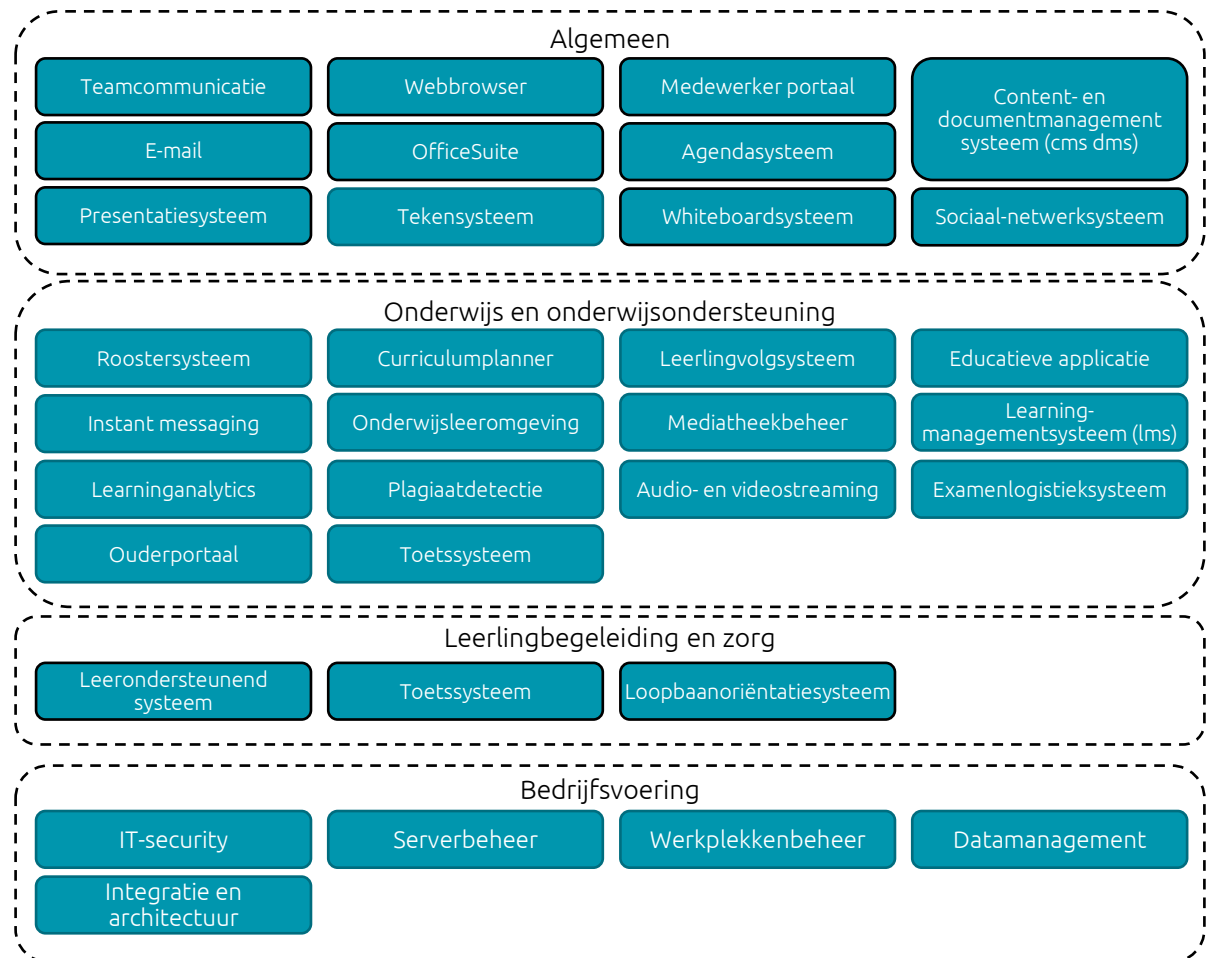 Algemeen
Teamcommunicatie
Webbrowser
Medewerker portaal
Content- en
documentmanagement
systeem (cms dms)
E-mail
OfficeSuite
Agendasysteem
Presentatiesysteem
Tekensysteem
Whiteboardsysteem
Sociaal-netwerksysteem
Onderwijs en onderwijsondersteuning
Roostersysteem
Curriculumplanner
Leerlingvolgsysteem
Educatieve applicatie
Instant messaging
Onderwijsleeromgeving
Mediatheekbeheer
Learning-
managementsysteem (lms)
Learninganalytics
Plagiaatdetectie
Audio- en videostreaming
Examenlogistieksysteem
Ouderportaal
Toetssysteem
Leerlingbegeleiding en zorg
Leerondersteunend
systeem
Toetssysteem
Loopbaanoriëntatiesysteem
Bedrijfsvoering
IT-security
Serverbeheer
Werkplekkenbeheer
Datamanagement
Integratie en
architectuur